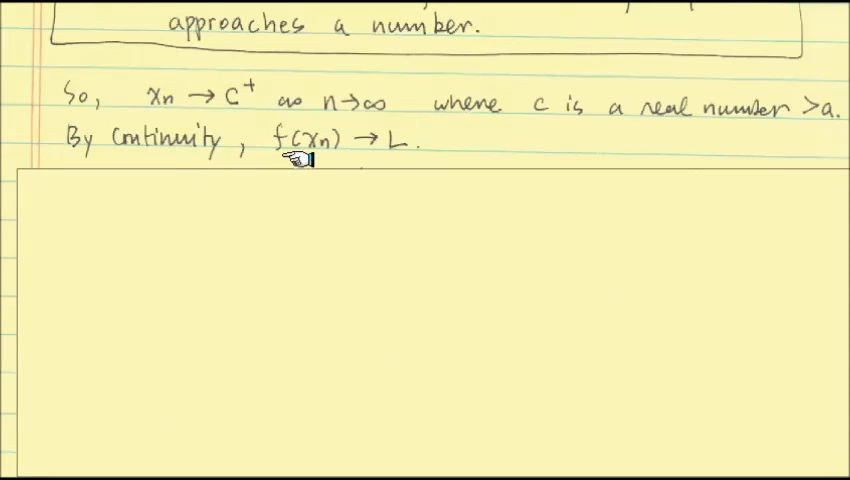 approaches a number.
So, xn → c⁺ as n→∞ where c is a real number >a.
By continuity, f(xn) → L.